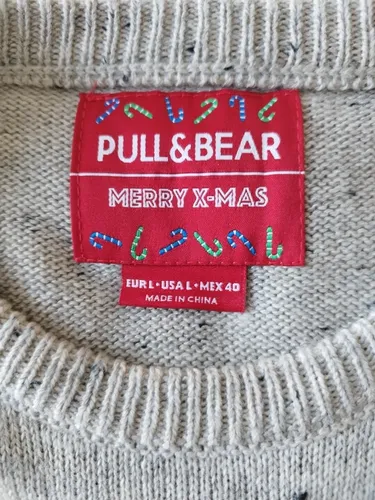 PULL&BEAR
MERRY X-MAS
EUR L • USA L • MEX 40
MADE IN CHINA